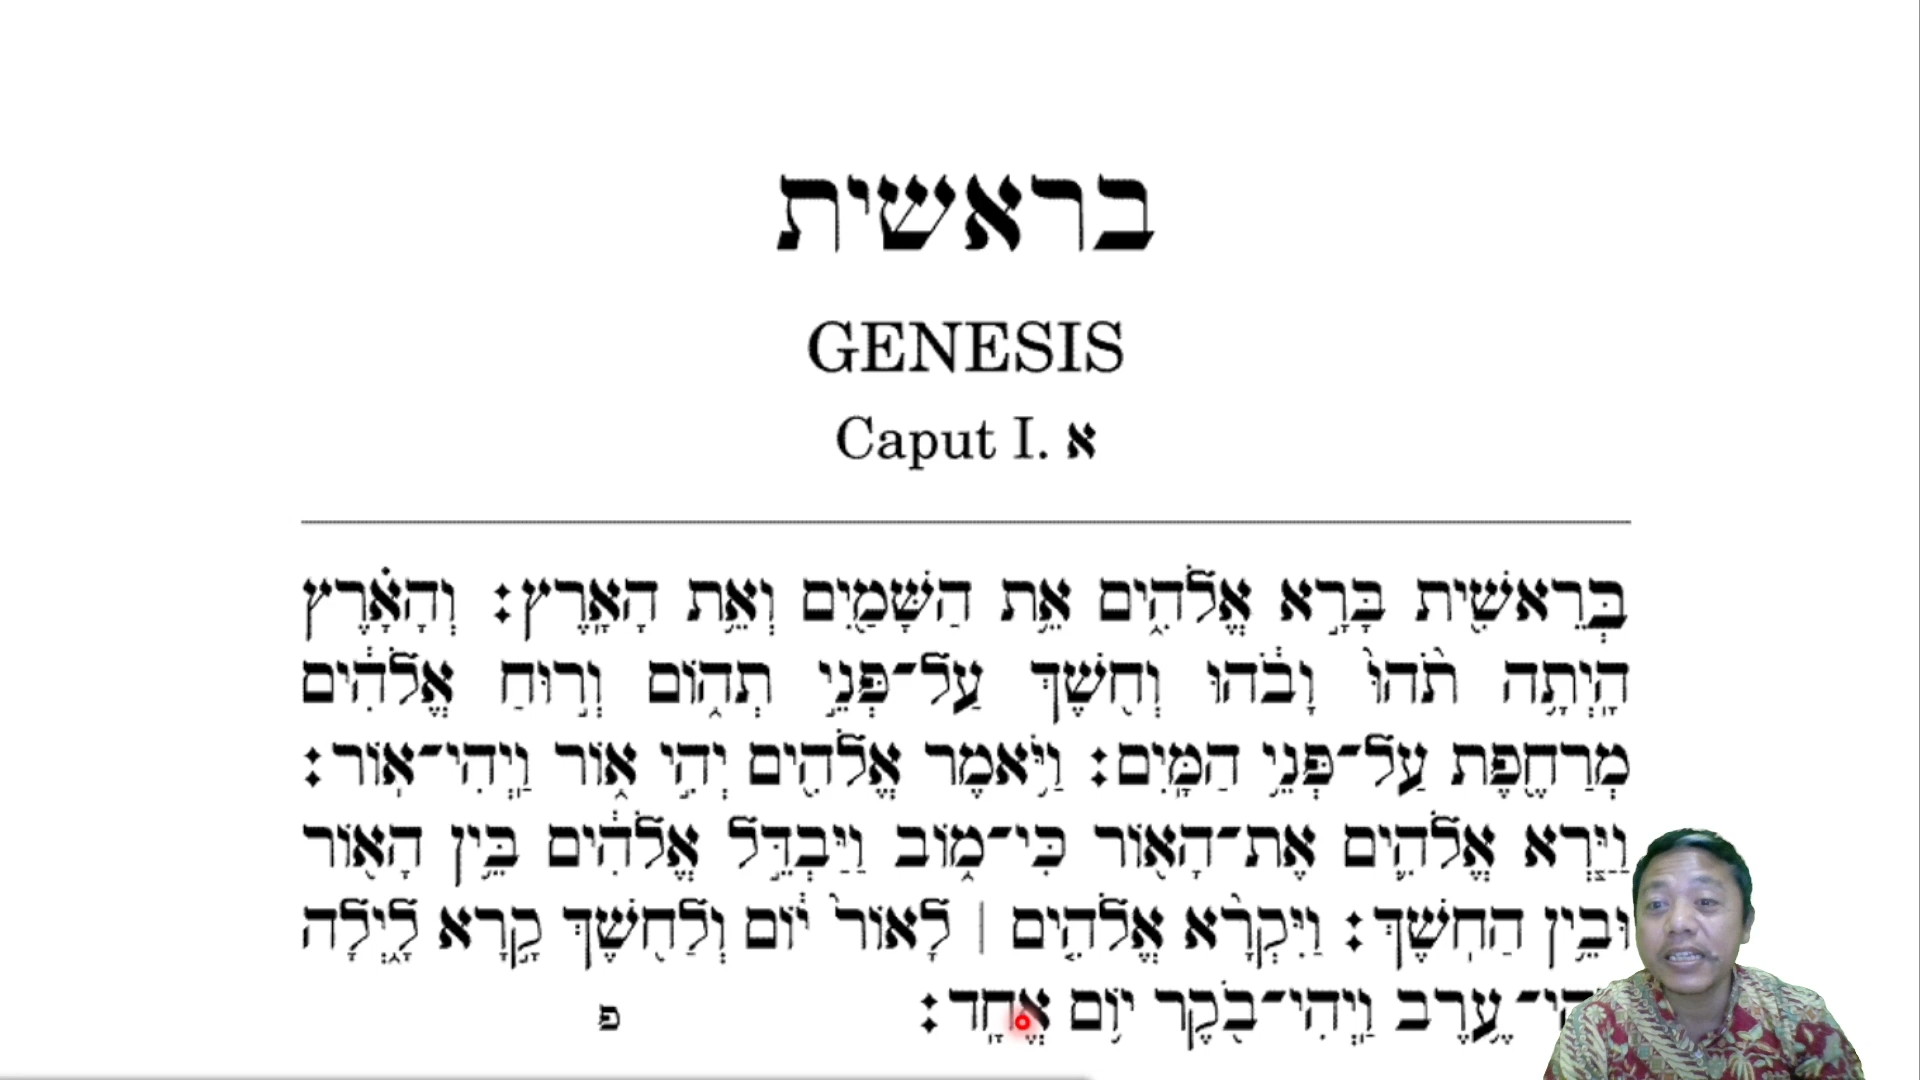 בראשית
GENESIS
Caput I. א
בְּרֵאשִׁ֖ית בָּרָ֣א אֱלֹהִ֑ים אֵ֥ת הַשָּׁמַ֖יִם וְאֵ֥ת הָאָֽרֶץ׃ וְהָאָ֗רֶץ
הָיְתָ֥ה תֹ֙הוּ֙ וָבֹ֔הוּ וְחֹ֖שֶׁךְ עַל־פְּנֵ֣י תְה֑וֹם וְר֣וּחַ אֱלֹהִ֔ים
מְרַחֶ֖פֶת עַל־פְּנֵ֥י הַמָּֽיִם׃ וַיֹּ֥אמֶר אֱלֹהִ֖ים יְהִ֣י א֑וֹר וַֽיְהִי־אֽוֹר׃
וַיַּ֧רְא אֱלֹהִ֛ים אֶת־הָא֖וֹר כִּי־ט֑וֹב וַיַּבְדֵּ֣ל אֱלֹהִ֔ים בֵּ֥ין הָא֖וֹר
וּבֵ֥ין הַחֹֽשֶׁךְ׃ וַיִּקְרָ֨א אֱלֹהִ֤ים ׀ לָאוֹר֙ י֔וֹם וְלַחֹ֖שֶׁךְ קָ֣רָא לָ֑יְלָה
עֶ֥רֶב וַֽיְהִי־בֹ֖קֶר י֥וֹם אֶחָֽד׃ פ